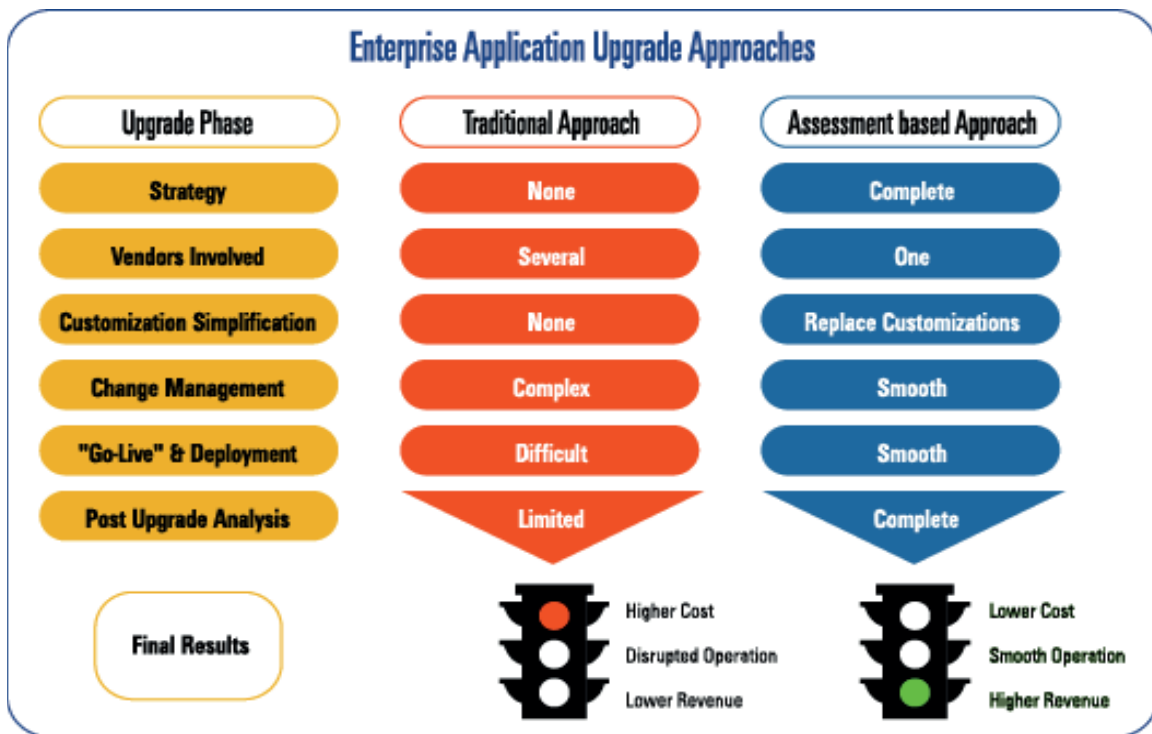 Enterprise Application Upgrade Approaches
Upgrade Phase
Traditional Approach
Assessment based Approach
Strategy
None
Complete
Vendors Involved
Several
One
Customization Simplification
None
Replace Customizations
Change Management
Complex
Smooth
"Go-Live" & Deployment
Difficult
Smooth
Post Upgrade Analysis
Limited
Complete
Final Results
Higher Cost
Disrupted Operation
Lower Revenue
Lower Cost
Smooth Operation
Higher Revenue